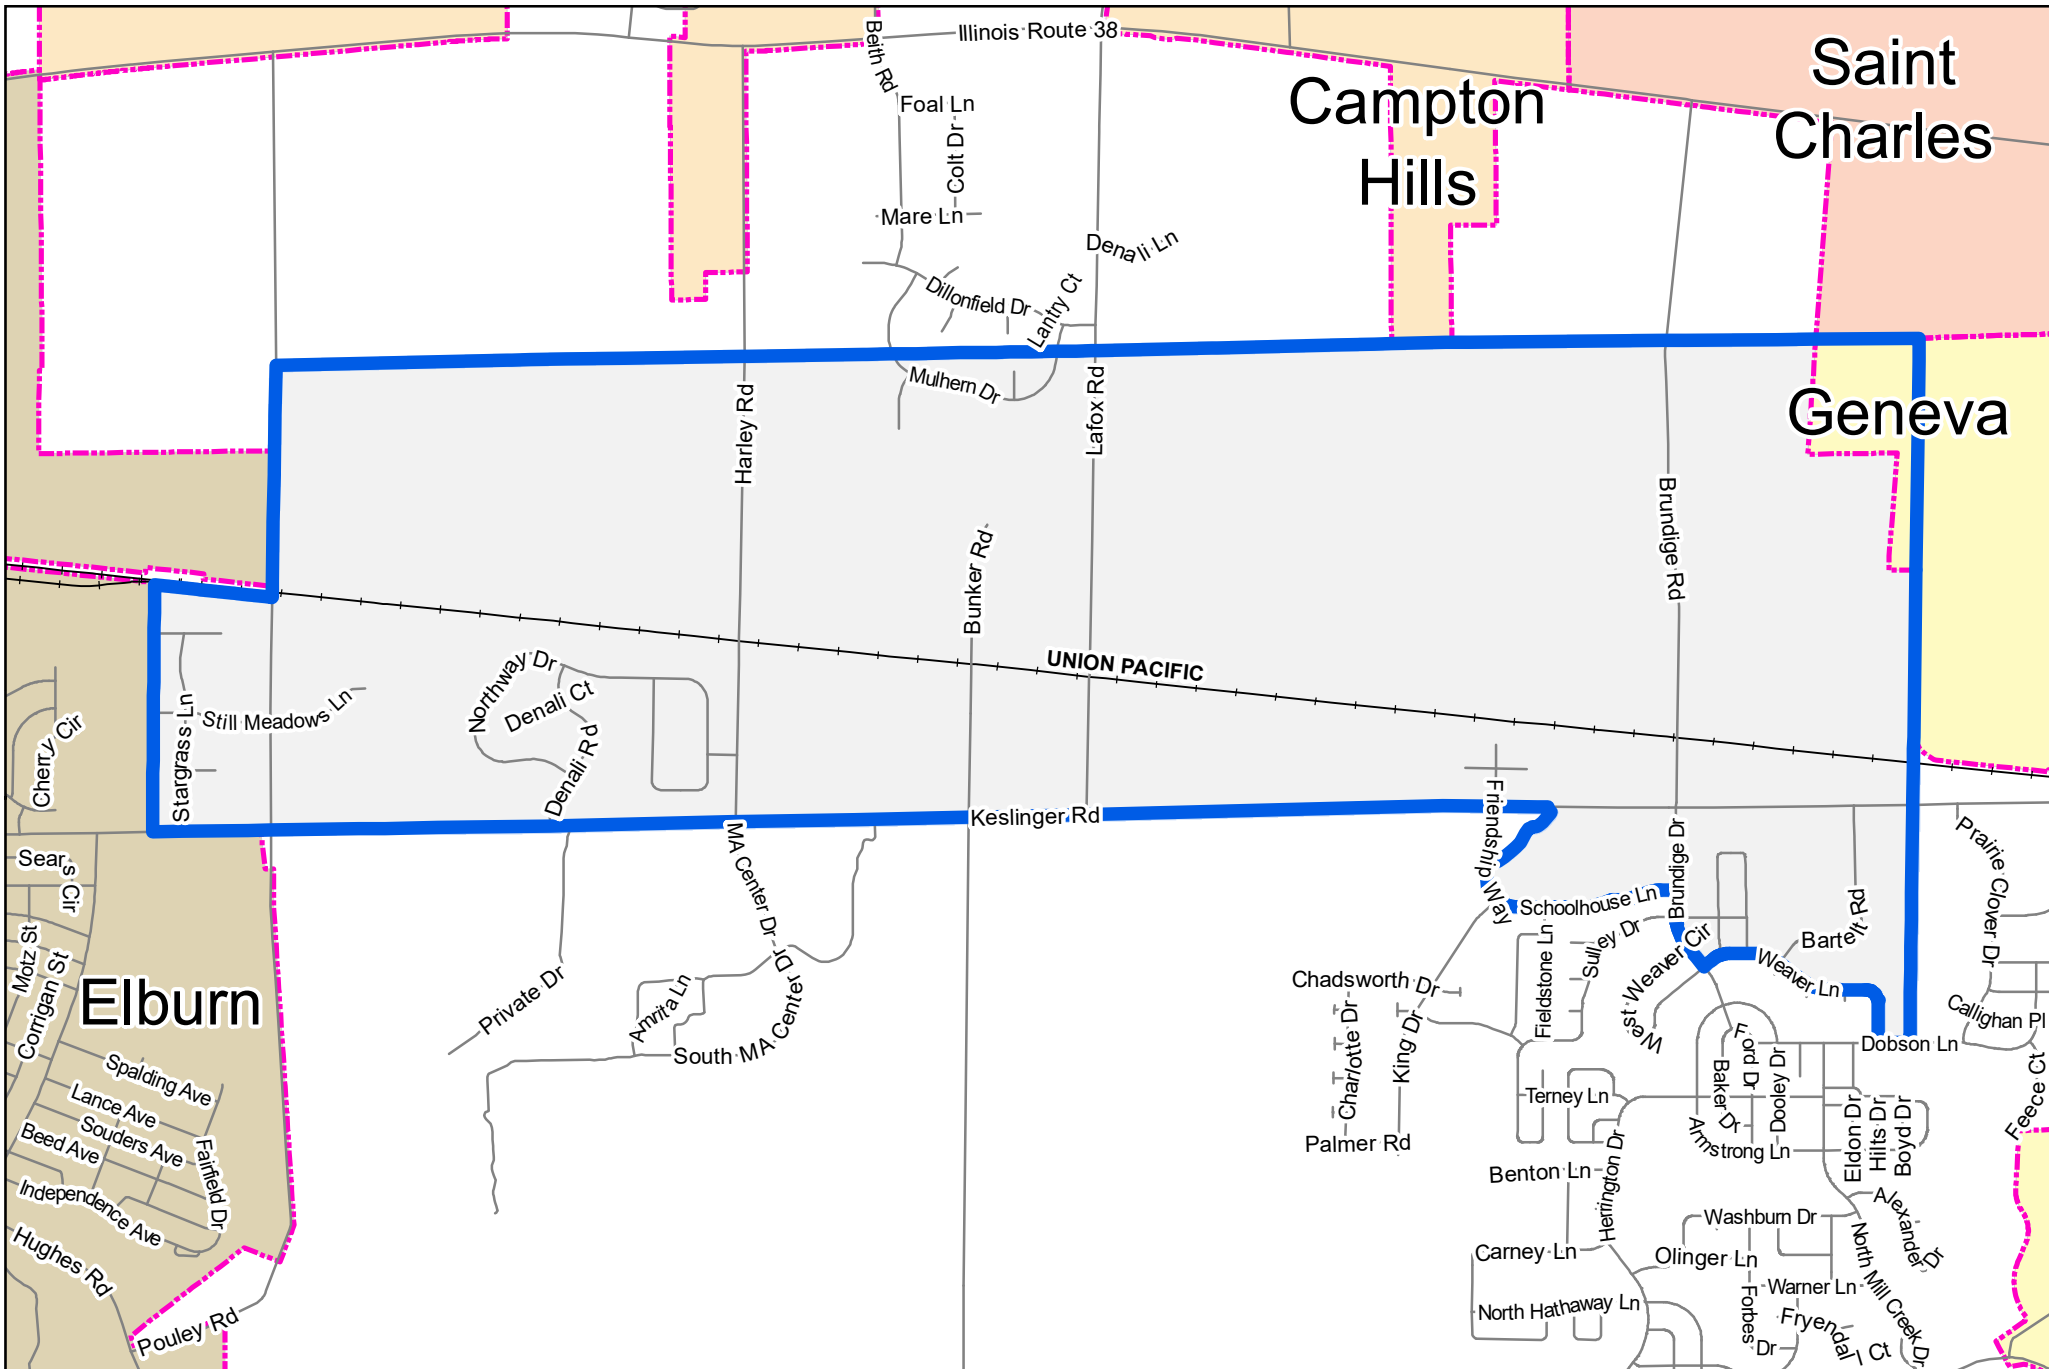 Illinois Route 38
Beith Rd
Foal Ln
Colt Dr
Mare Ln
Campton
Hills
Saint
Charles
Denali Ln
Dillonfield Dr
Lantry Ct
Mulhern Dr
Harley Rd
Lafox Rd
Geneva
Brundige Rd
Bunker Rd
UNION PACIFIC
Northway Dr
Denali Ct
Denali Rd
Still Meadows Ln
Stargrass Ln
Cherry Cir
Keslinger Rd
Friendship Way
Schoolhouse Ln
Brundige Dr
Prairie Clover Dr
Sears Cir
MA Center Dr
Motz St
Corrigan St
Elburn
Private Dr
Amrita Ln
South MA Center Dr
Chadsworth Dr
Charlotte Dr
King Dr
Palmer Rd
Fieldstone Ln
Sulley Dr
West Weaver Cir
Weaver Ln
Bartelt Rd
Callighan Pl
Dobson Ln
Feece Ct
Ford Dr
Baker Dr
Dooley Dr
Armstrong Ln
Eldon Dr
Hilts Dr
Boyd Dr
Terney Ln
Benton Ln
Herrington Dr
Spalding Ave
Lance Ave
Souders Ave
Beed Ave
Fairfield Dr
Independence Ave
Hughes Rd
Pouley Rd
Washburn Dr
Alexander Dr
Carney Ln
Olinger Ln
North Mill Creek Dr
Warner Ln
North Hathaway Ln
Forbes Dr
Fryendal Ct